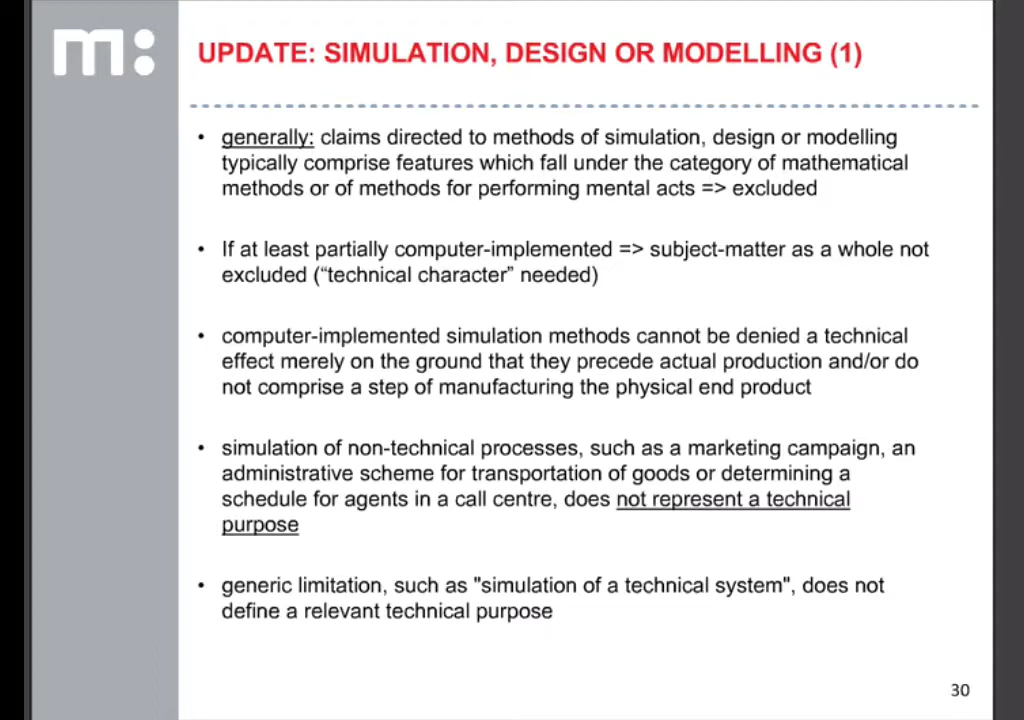 m:
UPDATE: SIMULATION, DESIGN OR MODELLING (1)
• generally: claims directed to methods of simulation, design or modelling
typically comprise features which fall under the category of mathematical
methods or of methods for performing mental acts => excluded
• If at least partially computer-implemented => subject-matter as a whole not
excluded (“technical character” needed)
• computer-implemented simulation methods cannot be denied a technical
effect merely on the ground that they precede actual production and/or do
not comprise a step of manufacturing the physical end product
• simulation of non-technical processes, such as a marketing campaign, an
administrative scheme for transportation of goods or determining a
schedule for agents in a call centre, does not represent a technical
purpose
• generic limitation, such as "simulation of a technical system", does not
define a relevant technical purpose
30